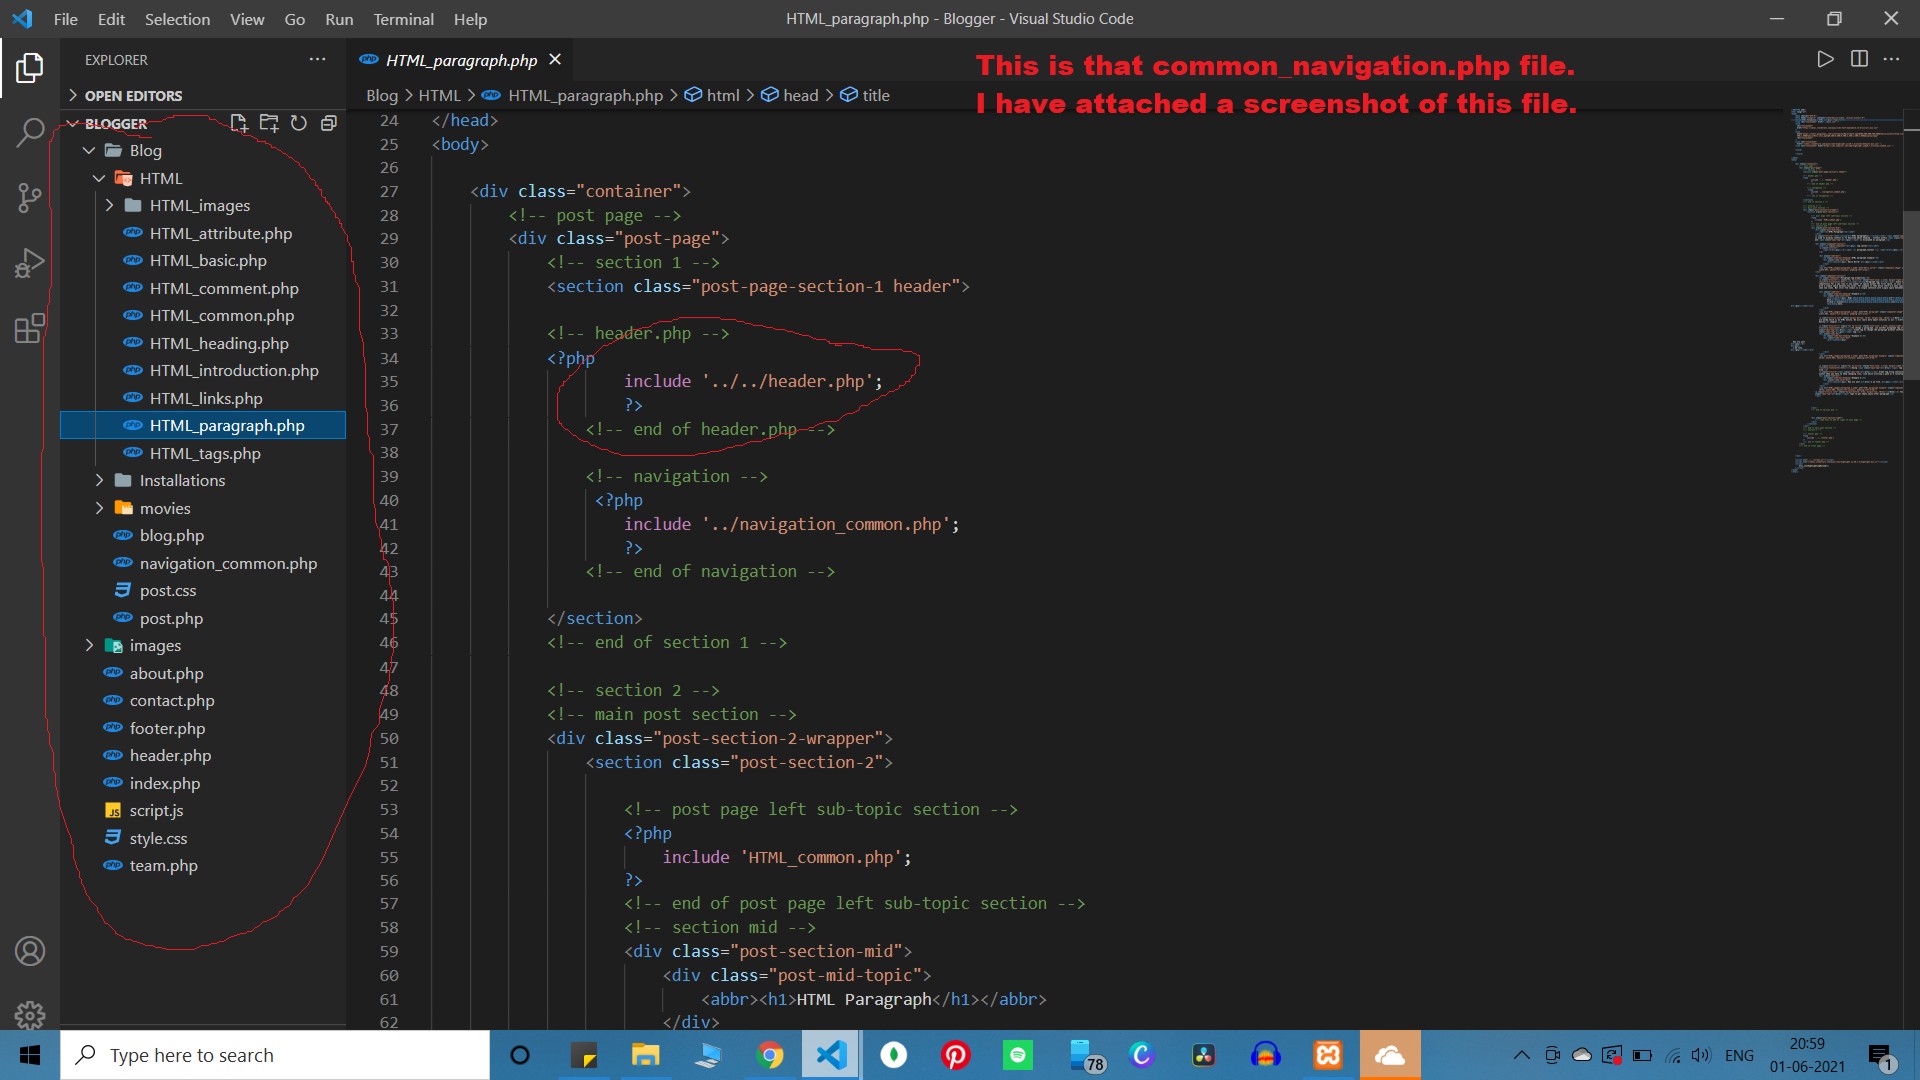 File Edit Selection View Go Run Terminal Help
HTML_paragraph.php - Blogger - Visual Studio Code
EXPLORER
OPEN EDITORS
BLOGGER
Blog
HTML
HTML_images
HTML_attribute.php
HTML_basic.php
HTML_comment.php
HTML_common.php
HTML_heading.php
HTML_introduction.php
HTML_links.php
HTML_paragraph.php
HTML_tags.php
Installations
movies
blog.php
navigation_common.php
post.css
post.php
images
about.php
contact.php
footer.php
header.php
index.php
script.js
style.css
team.php
HTML_paragraph.php
Blog > HTML > HTML_paragraph.php > html > head > title
This is that common_navigation.php file.
I have attached a screenshot of this file.
24 </head>
25 <body>
26
27 <div class="container">
28 <!-- post page -->
29 <div class="post-page">
30 <!-- section 1 -->
31 <section class="post-page-section-1 header">
32
33 <!-- header.php -->
34 <?php
35 include '../../header.php';
36 ?>
37 <!-- end of header.php -->
38
39 <!-- navigation -->
40 <?php
41 include '../navigation_common.php';
42 ?>
43 <!-- end of navigation -->
44
45 </section>
46 <!-- end of section 1 -->
47
48 <!-- section 2 -->
49 <!-- main post section -->
50 <div class="post-section-2-wrapper">
51 <section class="post-section-2">
52
53 <!-- post page left sub-topic section -->
54 <?php
55 include 'HTML_common.php';
56 ?>
57 <!-- end of post page left sub-topic section -->
58 <!-- section mid -->
59 <div class="post-section-mid">
60 <div class="post-mid-topic">
61 <abbr><h1>HTML Paragraph</h1></abbr>
62 </div>
Type here to search
78
ENG
20:59
01-06-2021
1